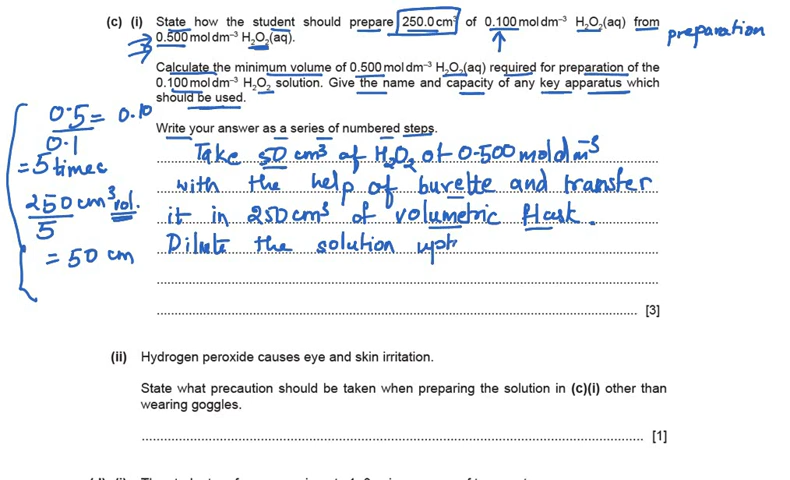 (c) (i) State how the student should prepare 250.0 cm³ of 0.100 mol dm⁻³ H₂O₂(aq) from
0.500 mol dm⁻³ H₂O₂(aq).
preparation
Calculate the minimum volume of 0.500 mol dm⁻³ H₂O₂(aq) required for preparation of the
0.100 mol dm⁻³ H₂O₂ solution. Give the name and capacity of any key apparatus which
should be used.
Write your answer as a series of numbered steps.
0.5/0.1 = 0.10
= 5 times
250 cm³ vol./5
= 50 cm
Take 50 cm³ of H₂O₂ of 0.500 mol dm⁻³
with the help of burette and transfer
it in 250 cm³ of volumetric flask.
Dilute the solution upt
[3]
(ii) Hydrogen peroxide causes eye and skin irritation.
State what precaution should be taken when preparing the solution in (c)(i) other than
wearing goggles.
[1]